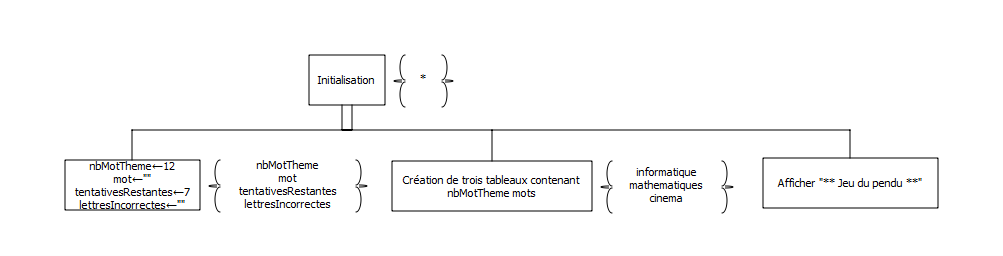 Initialisation
*
nbMotTheme←12
mot←""
tentativesRestantes←7
lettresIncorrectes←""
nbMotTheme
mot
tentativesRestantes
lettresIncorrectes
Création de trois tableaux contenant
nbMotTheme mots
informatique
mathematiques
cinema
Afficher "** Jeu du pendu **"